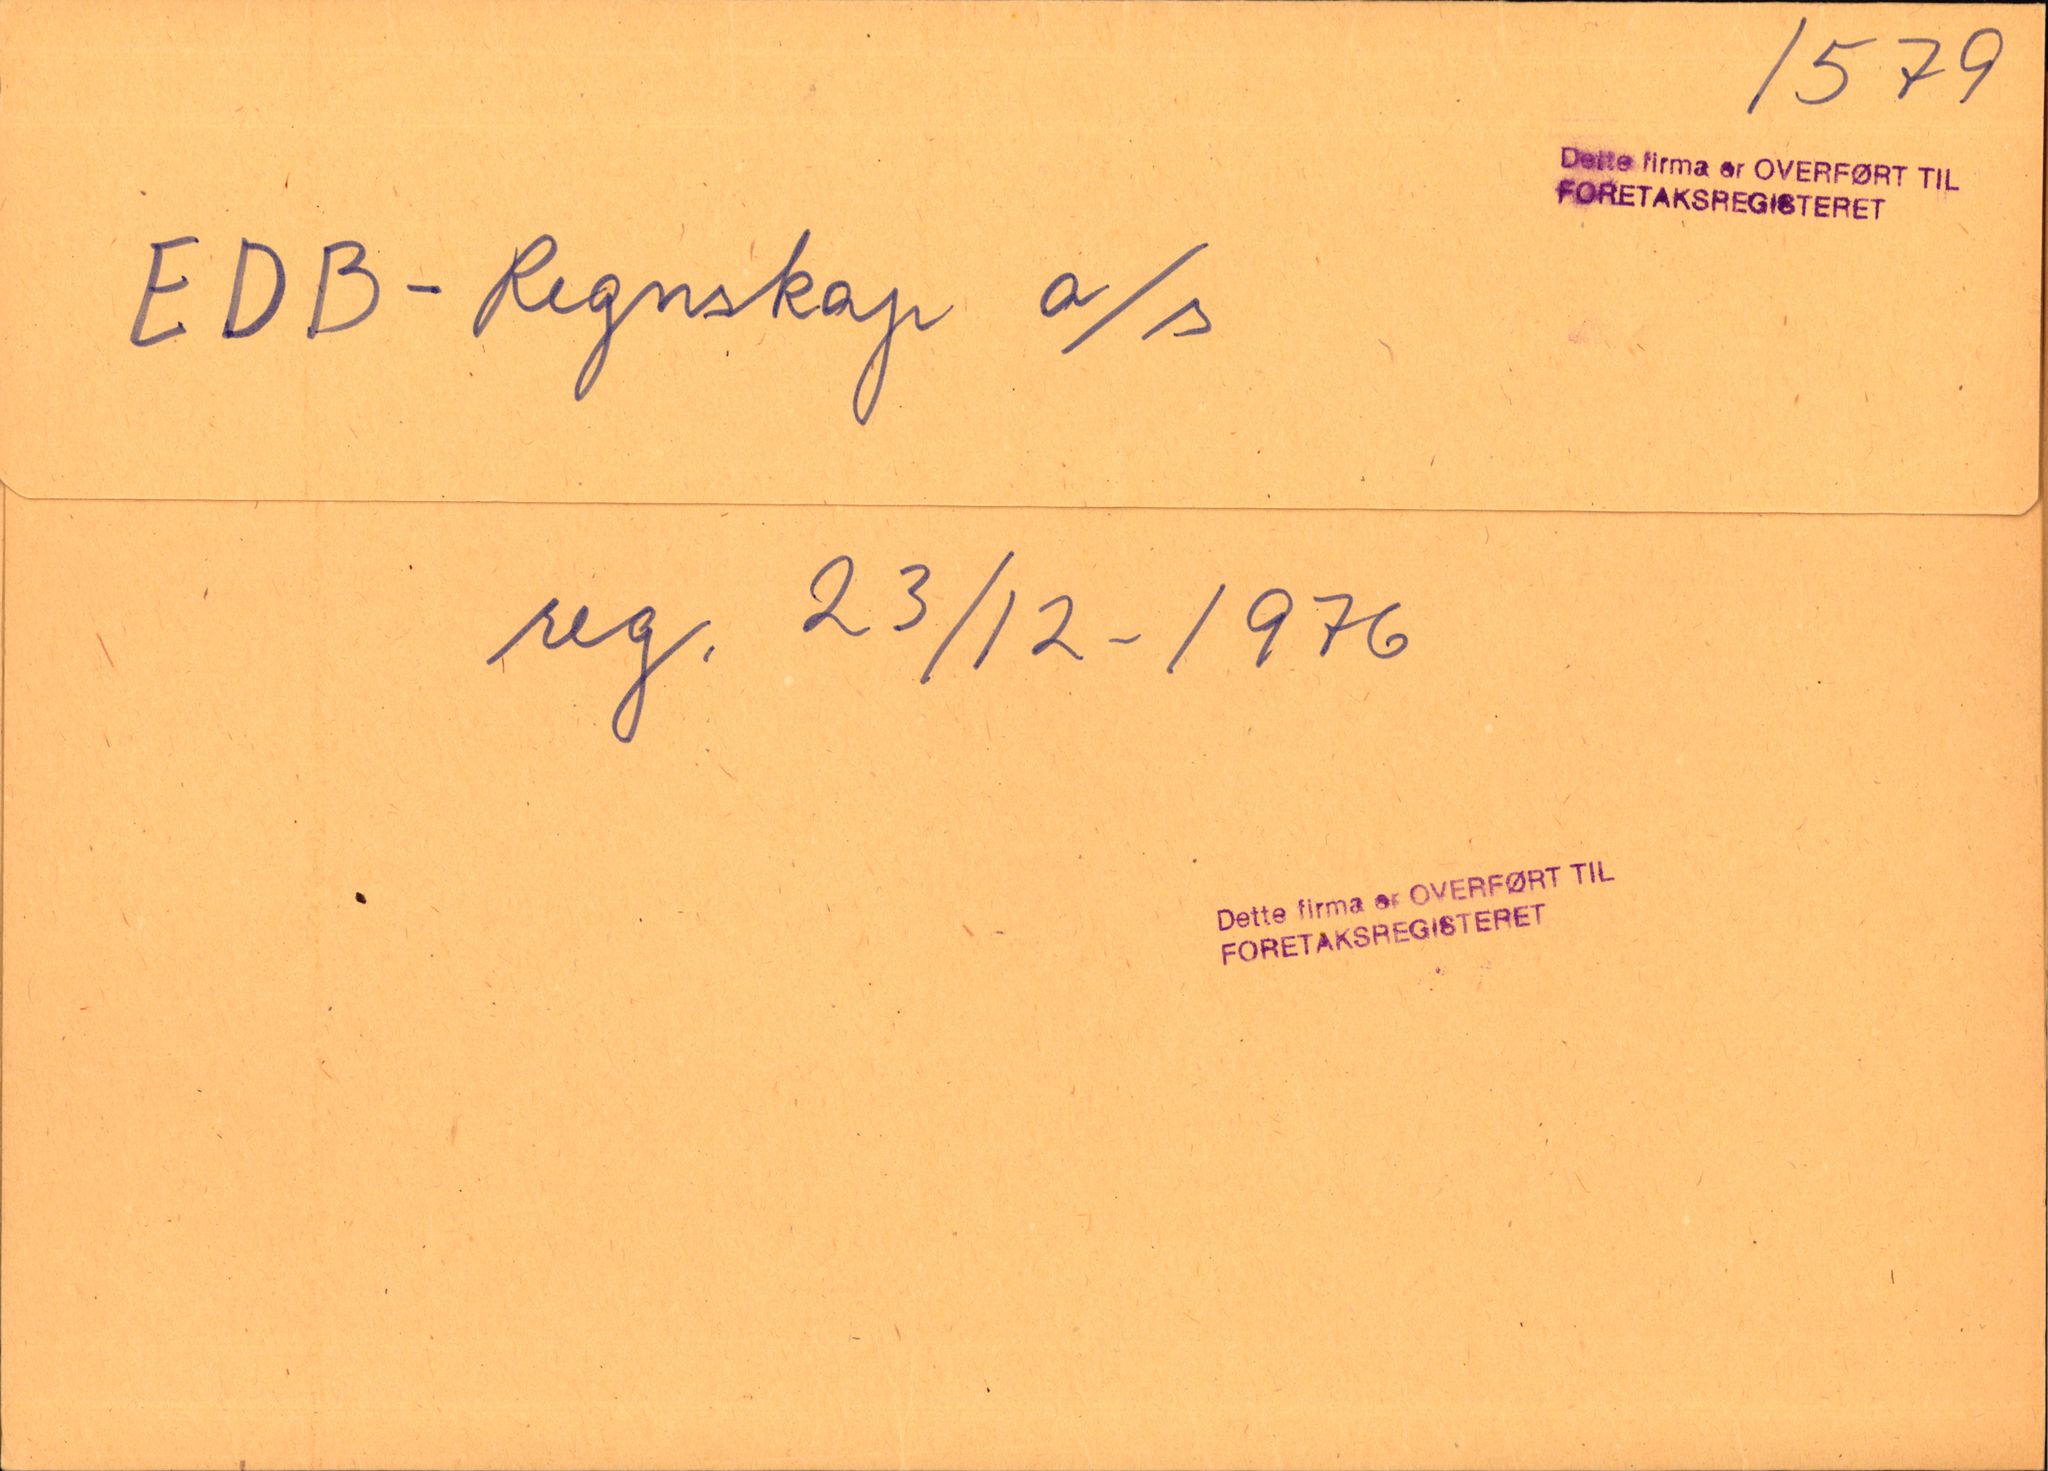 1579
Dette firma er OVERFØRT TIL
FORETAKSREGISTERET
EDB-Regnskap a/s
reg. 23/12-1976
Dette firma er OVERFØRT TIL
FORETAKSREGISTERET